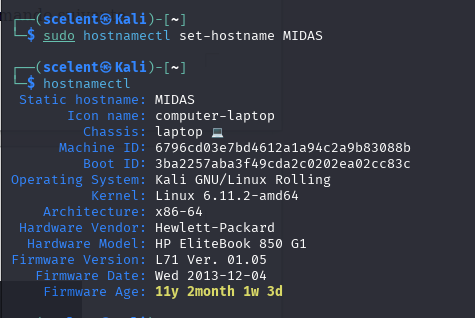 ┌──(scelent㉿Kali)-[~]
└─$ sudo hostnamectl set-hostname MIDAS
┌──(scelent㉿Kali)-[~]
└─$ hostnamectl
Static hostname: MIDAS
Icon name: computer-laptop
Chassis: laptop 💻
Machine ID: 6796cd03e7bd4612a1a94c2a9b83088b
Boot ID: 3ba2257aba3f49cda2c0202ea02cc83c
Operating System: Kali GNU/Linux Rolling
Kernel: Linux 6.11.2-amd64
Architecture: x86-64
Hardware Vendor: Hewlett-Packard
Hardware Model: HP EliteBook 850 G1
Firmware Version: L71 Ver. 01.05
Firmware Date: Wed 2013-12-04
Firmware Age: 11y 2month 1w 3d